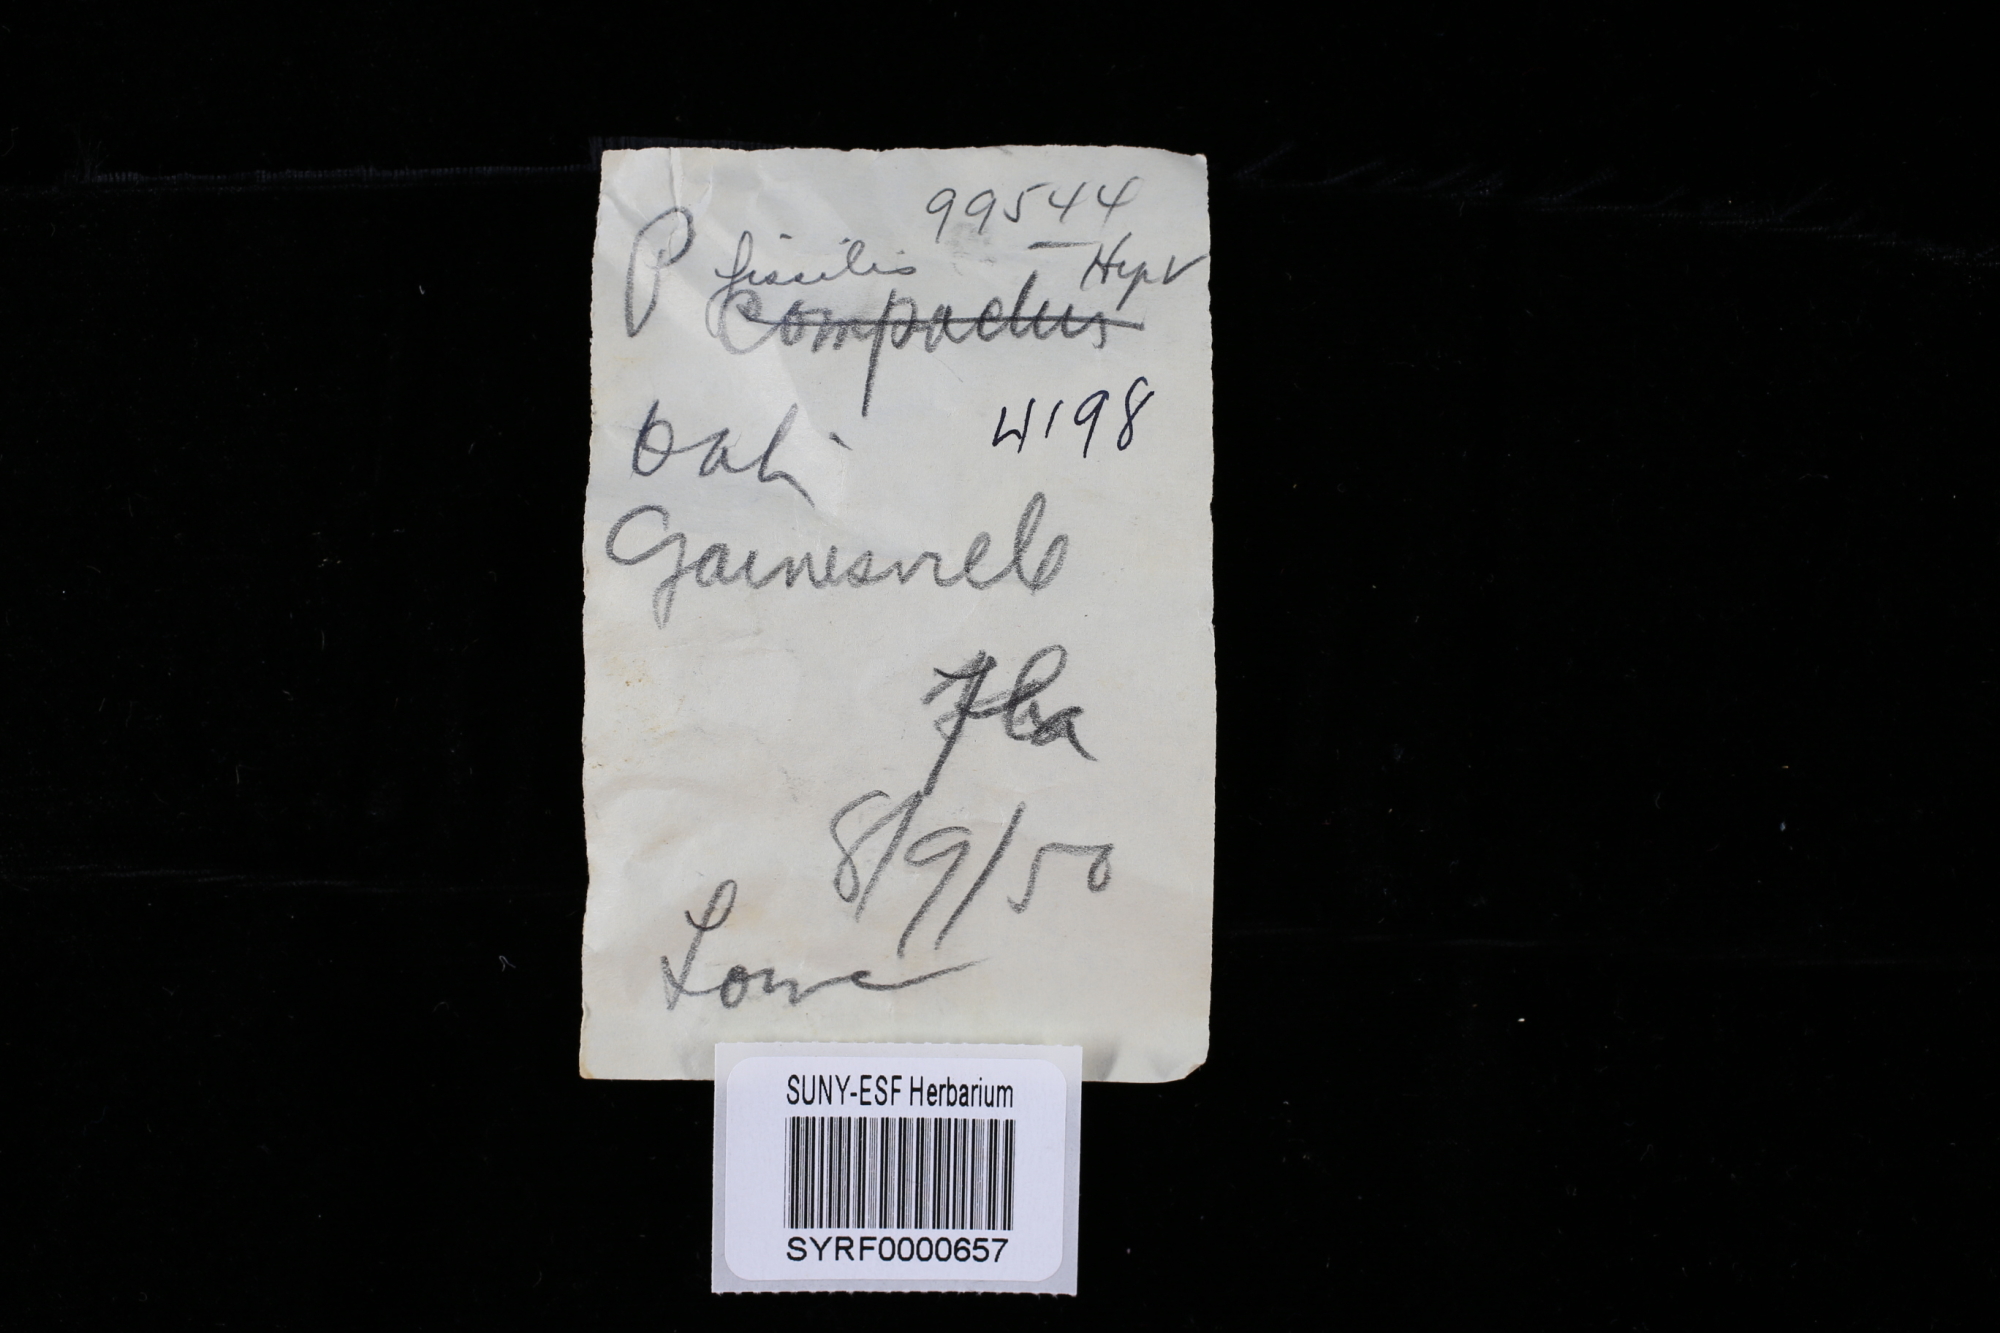 99544
P fissilis Hypv
Compactus
Oak
4198
Gainesville
Fla
8/9/50
Lowe
SUNY-ESF Herbarium
SYRF0000657